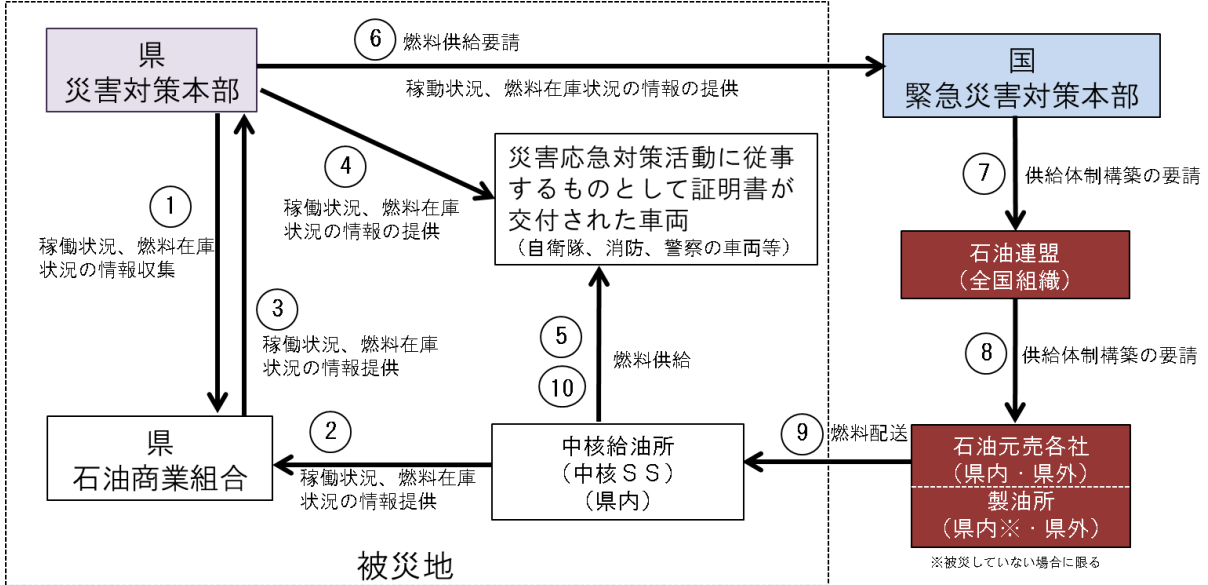 県
災害対策本部
⑥ 燃料供給要請
稼動状況、燃料在庫状況の情報の提供
国
緊急災害対策本部
④
稼働状況、燃料在庫
状況の情報の提供
災害応急対策活動に従事
するものとして証明書が
交付された車両
（自衛隊、消防、警察の車両等）
⑦ 供給体制構築の要請
①
稼働状況、燃料在庫
状況の情報収集
石油連盟
（全国組織）
③
稼働状況、燃料在庫
状況の情報提供
⑤
⑩
燃料供給
⑧ 供給体制構築の要請
県
石油商業組合
②
稼働状況、燃料在庫
状況の情報提供
中核給油所
（中核ＳＳ）
（県内）
⑨ 燃料配送
石油元売各社
（県内・県外）
製油所
（県内※・県外）
※被災していない場合に限る
被災地